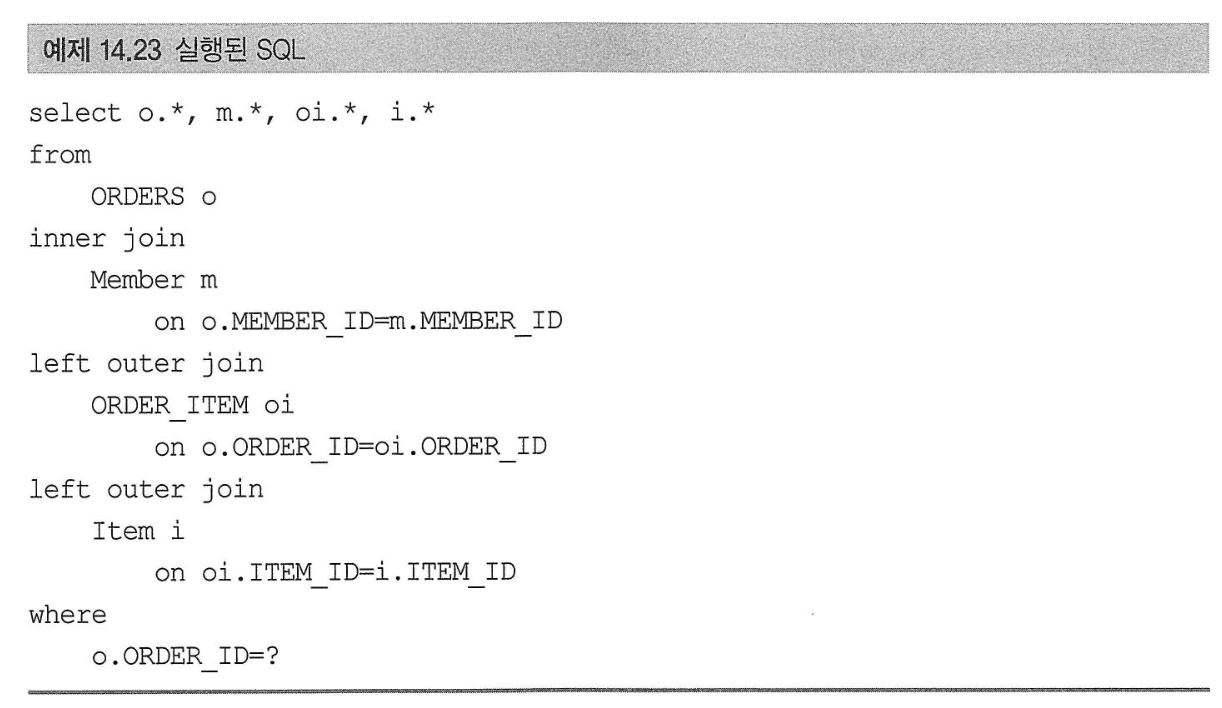 예제 14.23 실행된 SQL
select o.*, m.*, oi.*, i.*
from
    ORDERS o
inner join
    Member m
        on o.MEMBER_ID=m.MEMBER_ID
left outer join
    ORDER_ITEM oi
        on o.ORDER_ID=oi.ORDER_ID
left outer join
    Item i
        on oi.ITEM_ID=i.ITEM_ID
where
    o.ORDER_ID=?